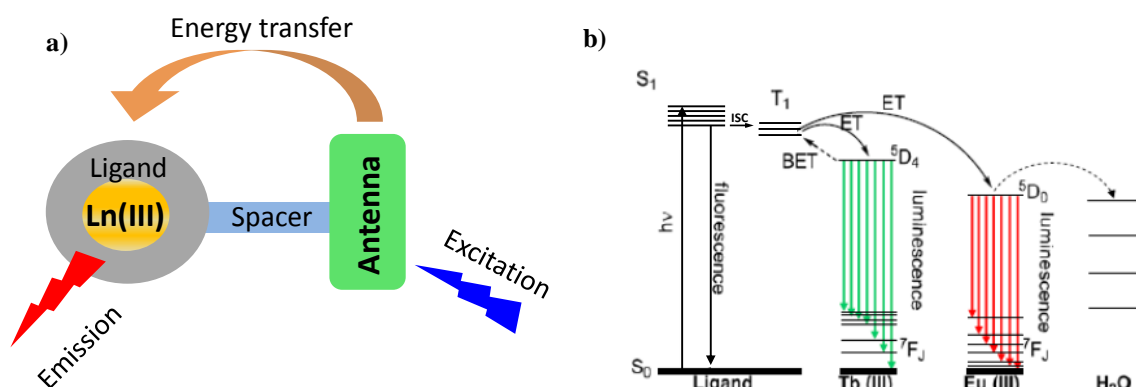 a)
Energy transfer
Ligand
Ln(III)
Spacer
Antenna
Excitation
Emission
b)
S1
T1
ET
ISC
ET
BET
5D4
5D0
hν
fluorescence
luminescence
luminescence
7FJ
7FJ
S0
Ligand
Tb (III)
Eu (III)
H2O